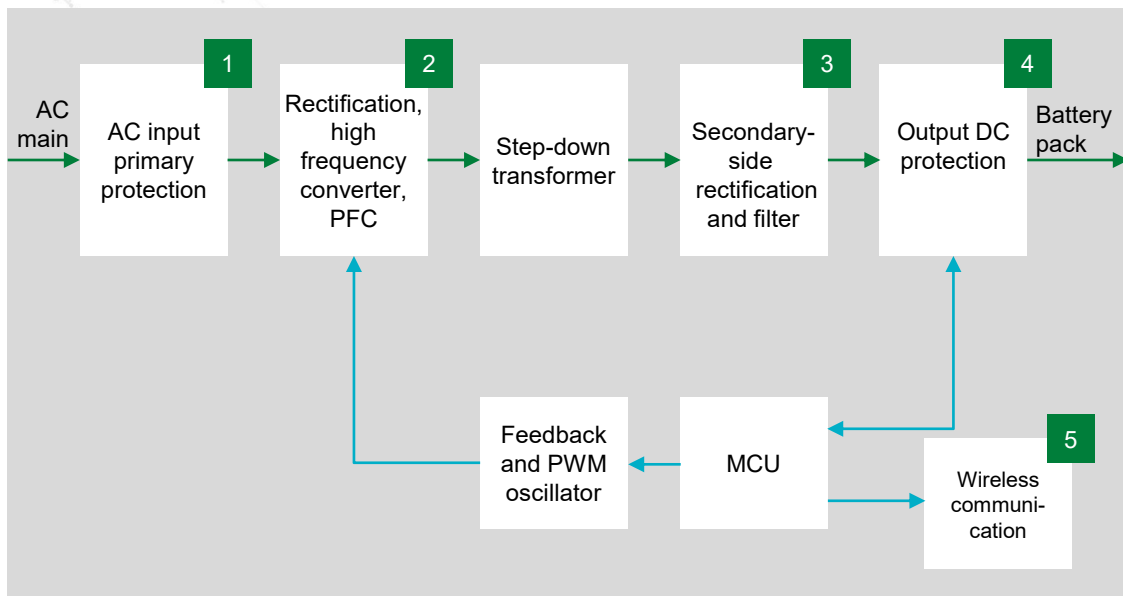 1
2
3
4
AC
main
AC input
primary
protection
Rectification,
high
frequency
converter,
PFC
Step-down
transformer
Secondary-
side
rectification
and filter
Output DC
protection
Battery
pack
Feedback
and PWM
oscillator
MCU
5
Wireless
communi-
cation